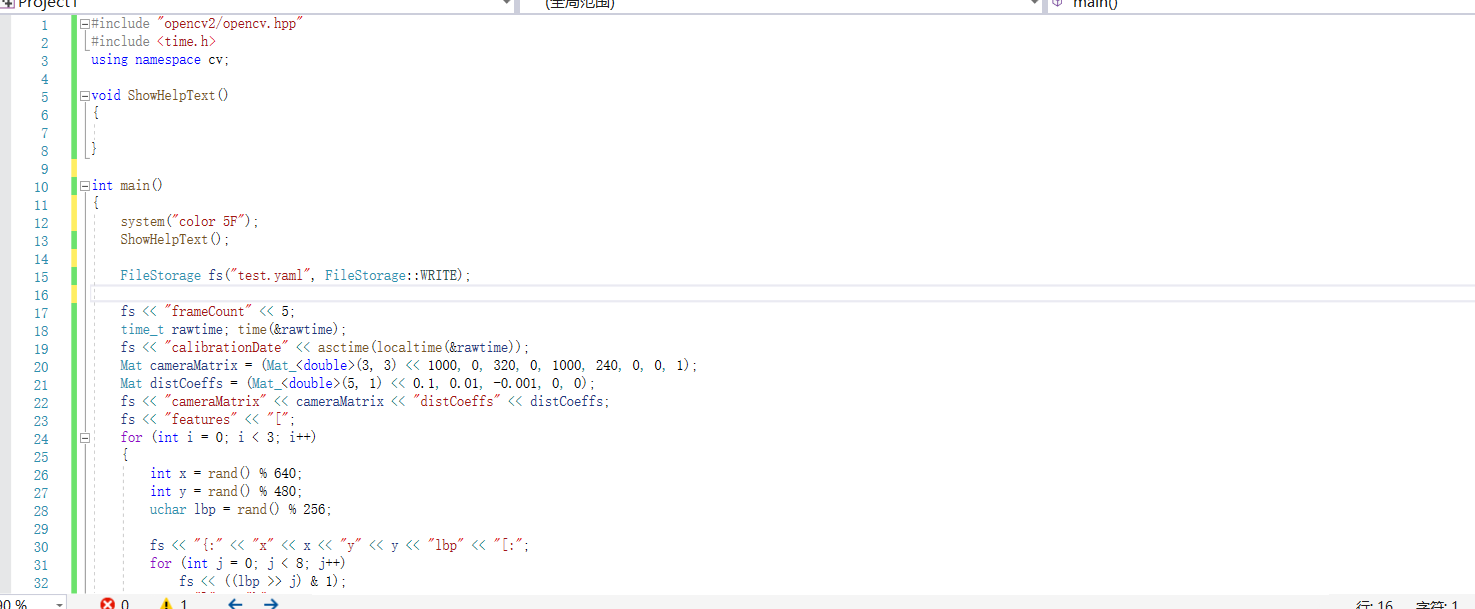 Project1 (全局范围) main()
1 #include "opencv2/opencv.hpp"
2 #include <time.h>
3 using namespace cv;
4
5 void ShowHelpText()
6 {
7
8 }
9
10 int main()
11 {
12 system("color 5F");
13 ShowHelpText();
14
15 FileStorage fs("test.yaml", FileStorage::WRITE);
16
17 fs << "frameCount" << 5;
18 time_t rawtime; time(&rawtime);
19 fs << "calibrationDate" << asctime(localtime(&rawtime));
20 Mat cameraMatrix = (Mat_<double>(3, 3) << 1000, 0, 320, 0, 1000, 240, 0, 0, 1);
21 Mat distCoeffs = (Mat_<double>(5, 1) << 0.1, 0.01, -0.001, 0, 0);
22 fs << "cameraMatrix" << cameraMatrix << "distCoeffs" << distCoeffs;
23 fs << "features" << "[";
24 for (int i = 0; i < 3; i++)
25 {
26 int x = rand() % 640;
27 int y = rand() % 480;
28 uchar lbp = rand() % 256;
29
30 fs << "{:" << "x" << x << "y" << y << "lbp" << "[:";
31 for (int j = 0; j < 8; j++)
32 fs << ((lbp >> j) & 1);
90 % 0 1 行: 16 字符: 1